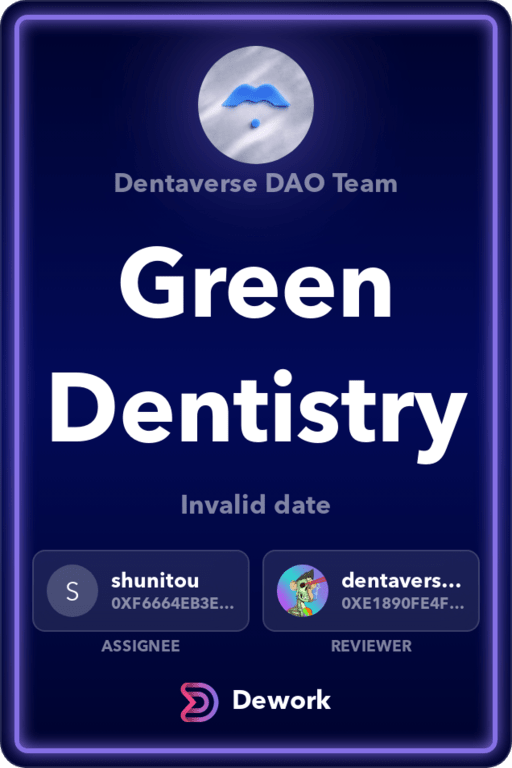 Dentaverse DAO Team
Green
Dentistry
Invalid date
S
shunitou
0XF6664EB3E...
ASSIGNEE
dentavers...
0XE1890FE4F...
REVIEWER
Dework